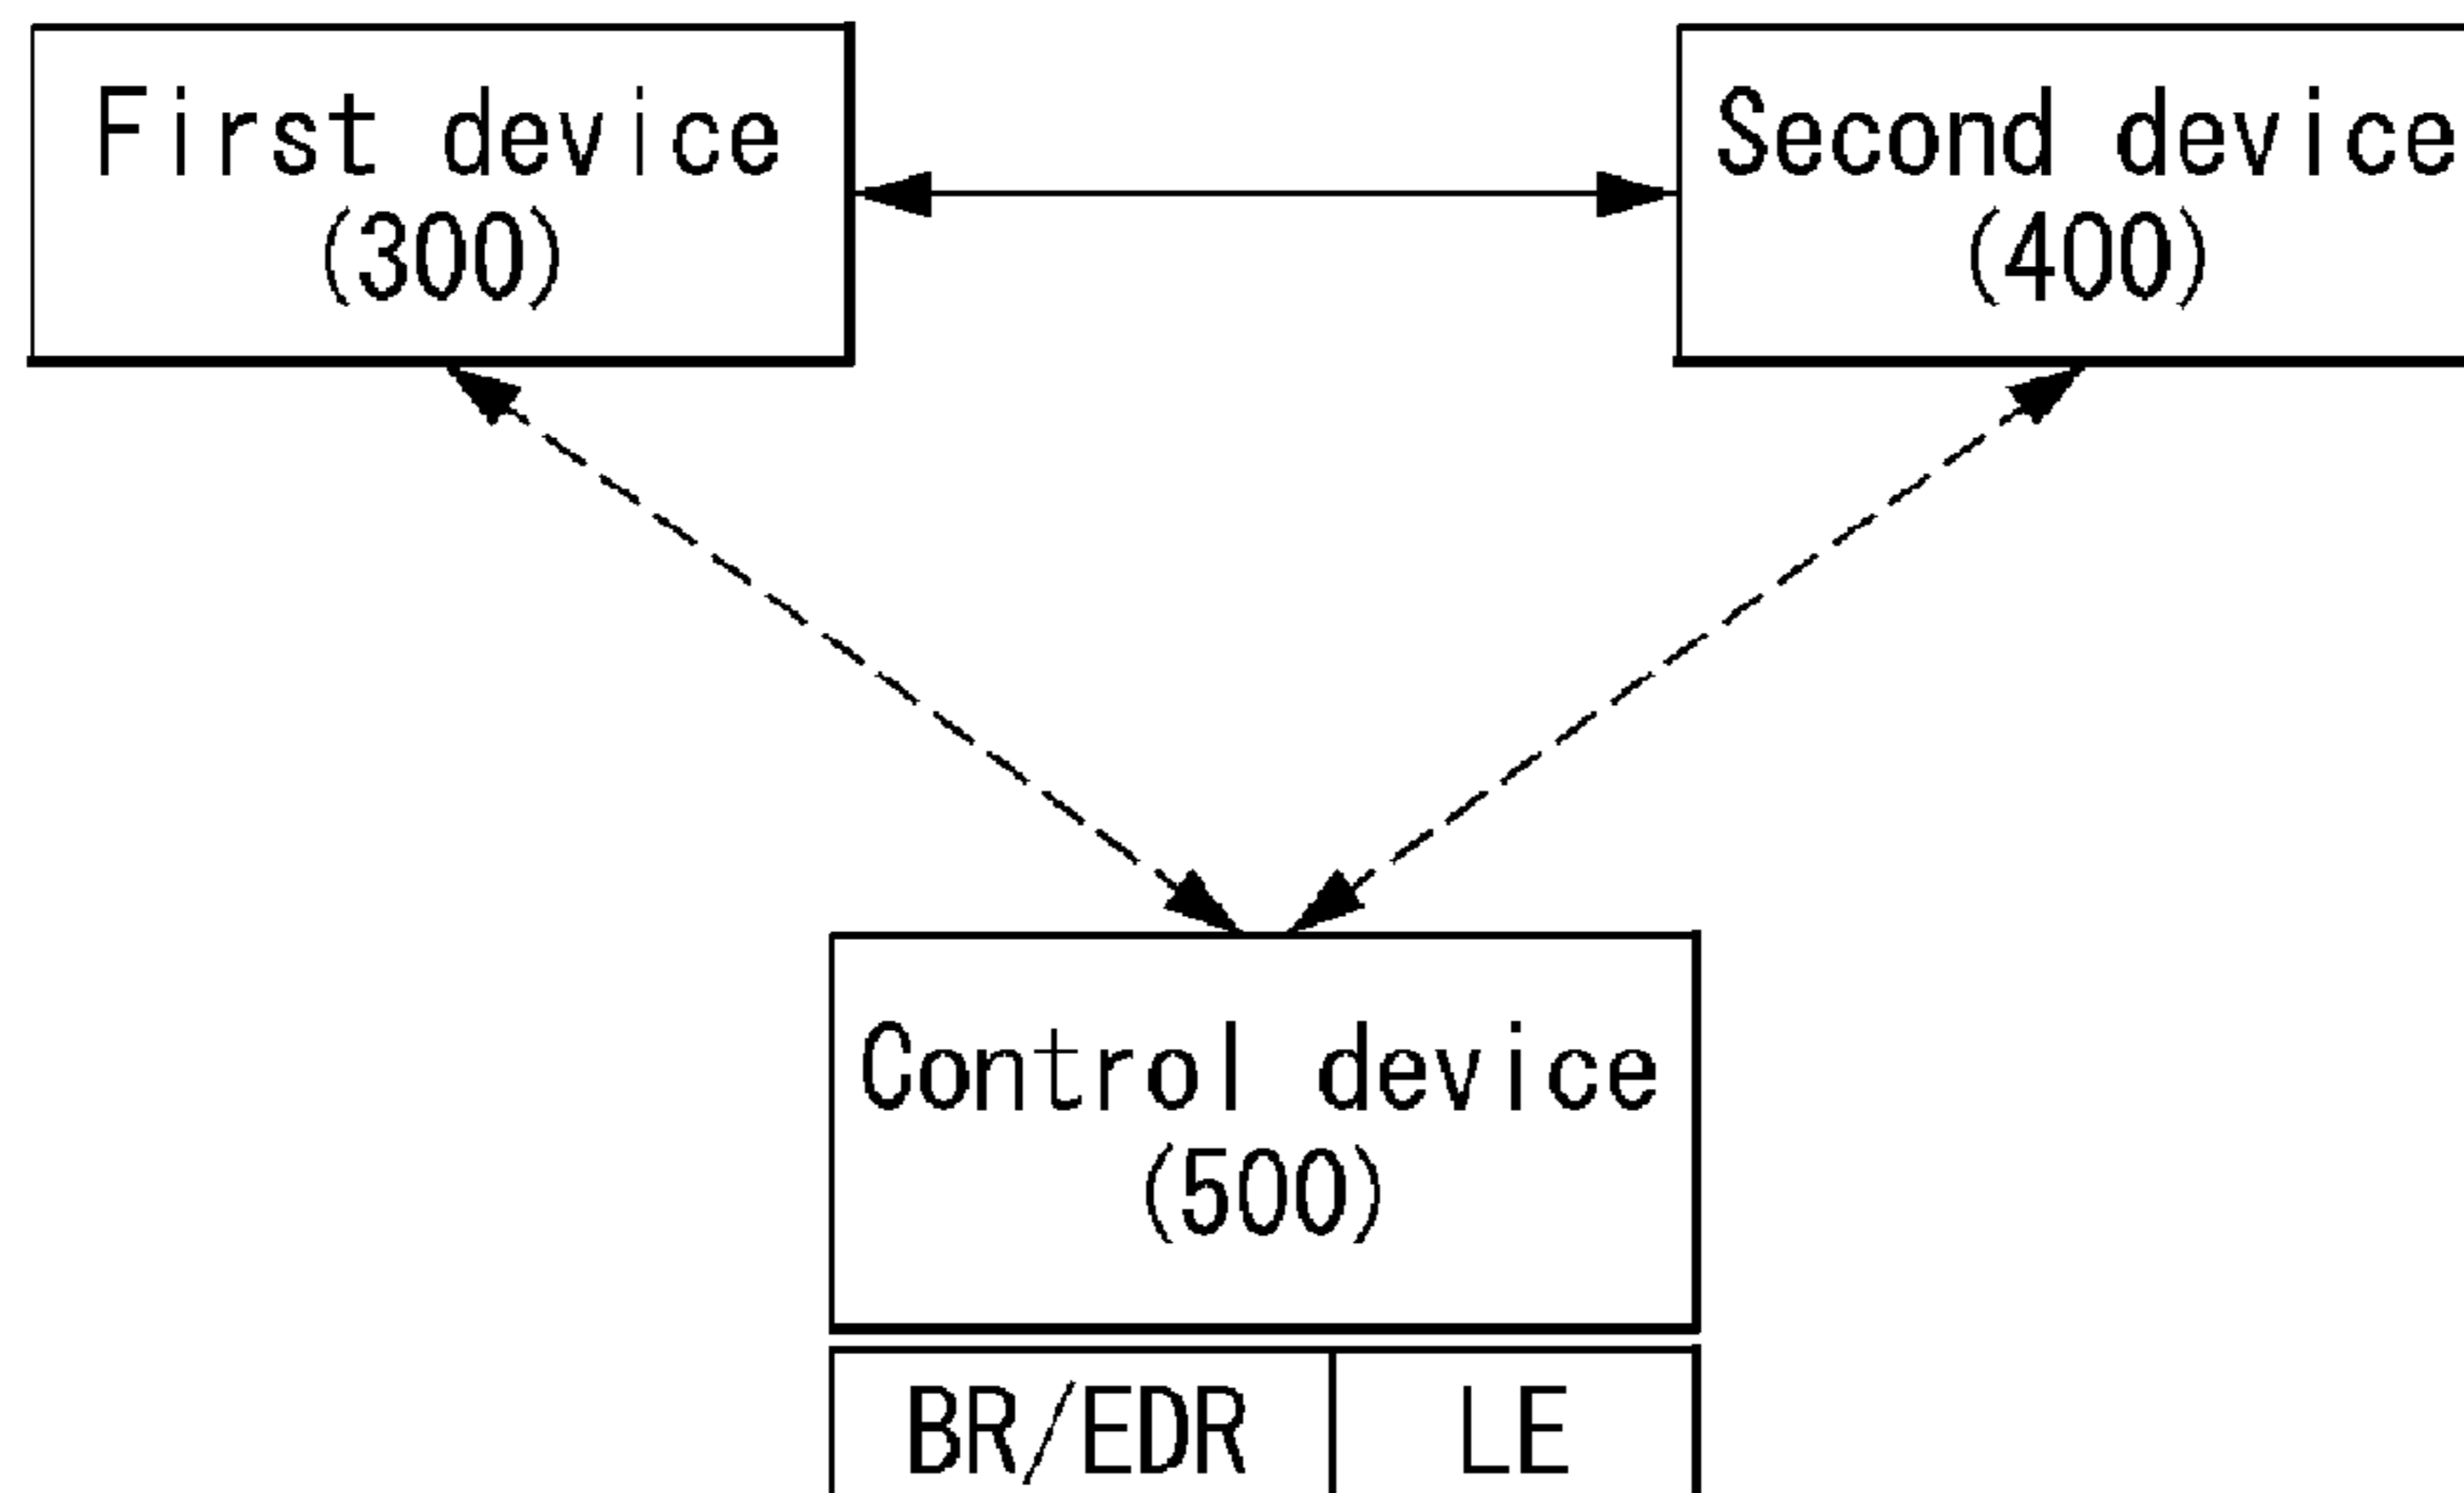 First device
(300)
Second device
(400)
Control device
(500)
BR/EDR
LE